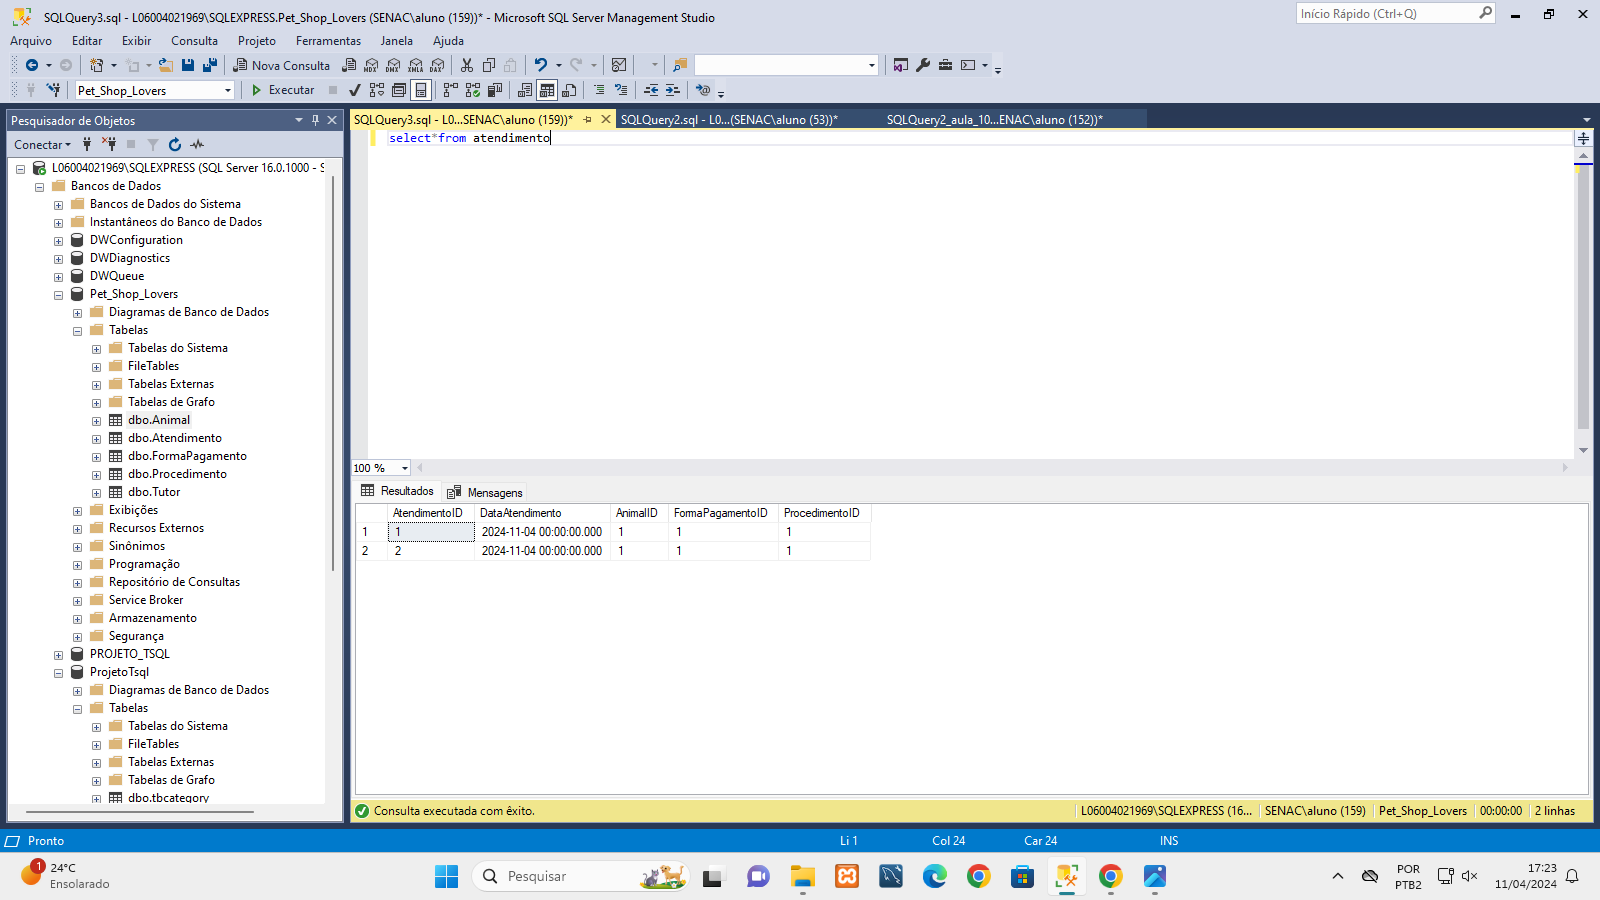 SQLQuery3.sql - L06004021969\SQLEXPRESS.Pet_Shop_Lovers (SENAC\aluno (159))* - Microsoft SQL Server Management Studio
Início Rápido (Ctrl+Q)
Arquivo Editar Exibir Consulta Projeto Ferramentas Janela Ajuda
Nova Consulta MDX DMX XMLA DAX
Pet_Shop_Lovers Executar
Pesquisador de Objetos
Conectar
L06004021969\SQLEXPRESS (SQL Server 16.0.1000 - S
Bancos de Dados
Bancos de Dados do Sistema
Instantâneos do Banco de Dados
DWConfiguration
DWDiagnostics
DWQueue
Pet_Shop_Lovers
Diagramas de Banco de Dados
Tabelas
Tabelas do Sistema
FileTables
Tabelas Externas
Tabelas de Grafo
dbo.Animal
dbo.Atendimento
dbo.FormaPagamento
dbo.Procedimento
dbo.Tutor
Exibições
Recursos Externos
Sinônimos
Programação
Repositório de Consultas
Service Broker
Armazenamento
Segurança
PROJETO_TSQL
ProjetoTsql
Diagramas de Banco de Dados
Tabelas
Tabelas do Sistema
FileTables
Tabelas Externas
Tabelas de Grafo
dbo.tbcategory
SQLQuery3.sql - L0...SENAC\aluno (159))* SQLQuery2.sql - L0...(SENAC\aluno (53))* SQLQuery2_aula_10...ENAC\aluno (152))*
select*from atendimento
100 %
Resultados Mensagens
AtendimentoID DataAtendimento AnimalID FormaPagamentoID ProcedimentoID
1 1 2024-11-04 00:00:00.000 1 1 1
2 2 2024-11-04 00:00:00.000 1 1 1
Consulta executada com êxito. L06004021969\SQLEXPRESS (16... SENAC\aluno (159) Pet_Shop_Lovers 00:00:00 2 linhas
Pronto Li 1 Col 24 Car 24 INS
1
24°C
Ensolarado
Pesquisar
POR
PTB2
17:23
11/04/2024